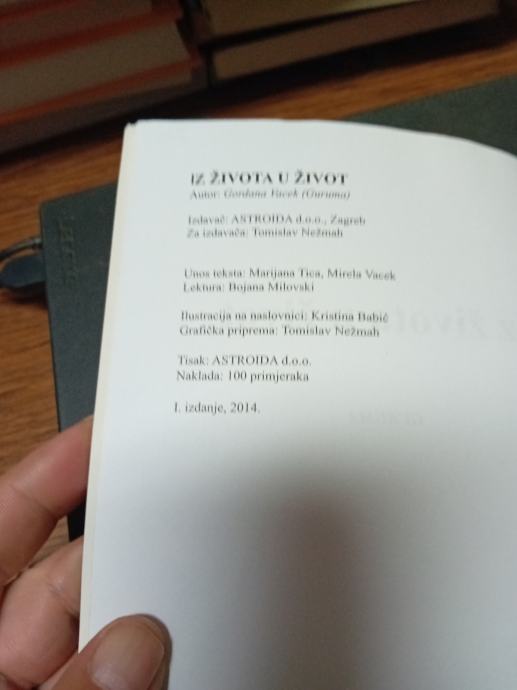 IZ ŽIVOTA U ŽIVOT
Autor: Gordana Vacek (Guruma)
Izdavač: ASTROIDA d.o.o., Zagreb
Za izdavača: Tomislav Nežmah
Unos teksta: Marijana Tica, Mirela Vacek
Lektura: Bojana Milovski
Ilustracija na naslovnici: Kristina Babić
Grafička priprema: Tomislav Nežmah
Tisak: ASTROIDA d.o.o.
Naklada: 100 primjeraka
I. izdanje, 2014.